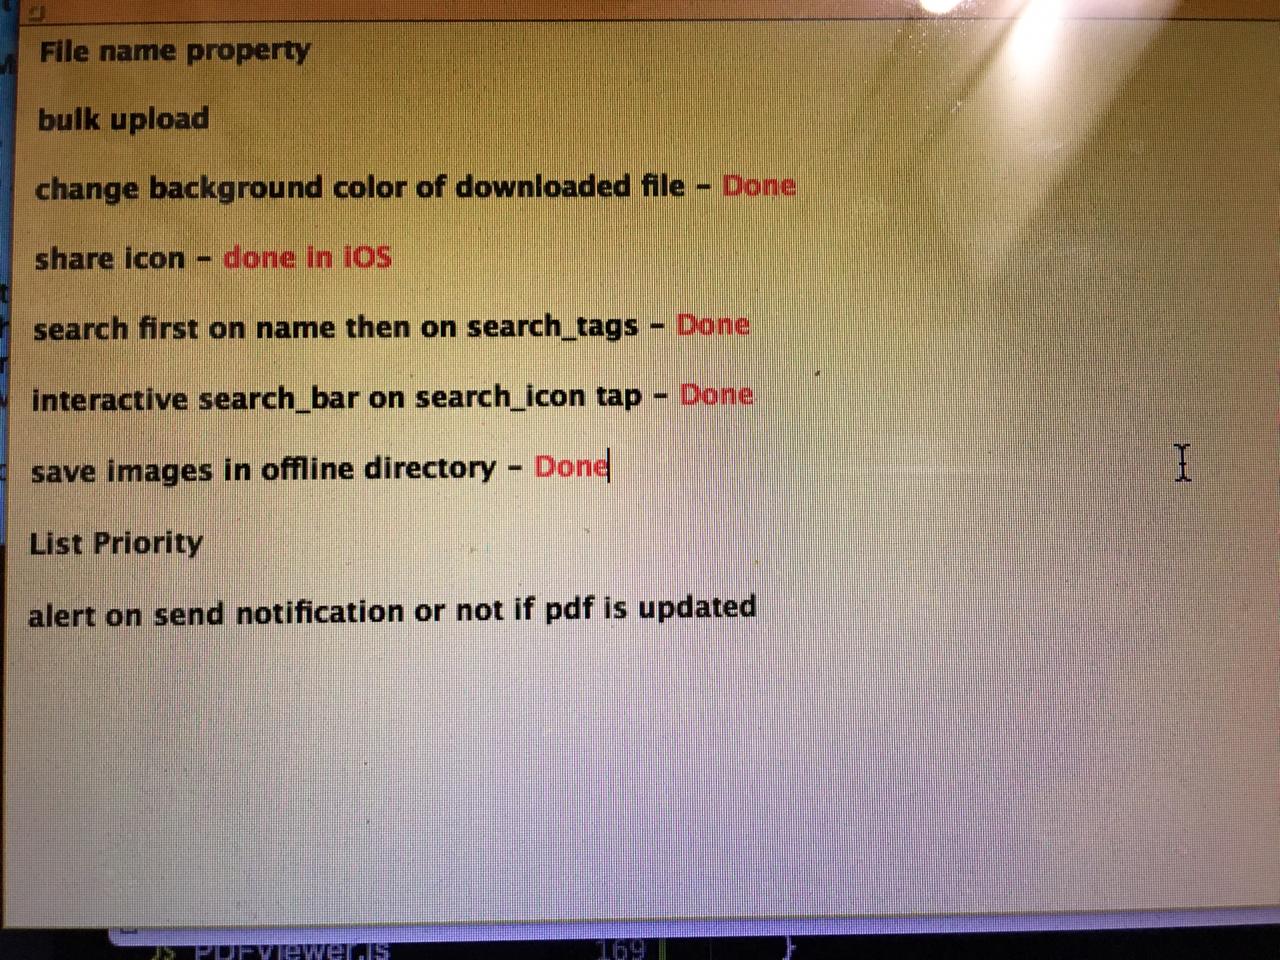 File name property
bulk upload
change background color of downloaded file – Done
share icon – done in iOS
search first on name then on search_tags – Done
interactive search_bar on search_icon tap – Done
save images in offline directory – Done
List Priority
alert on send notification or not if pdf is updated
JS PDFViewer.js 169 }